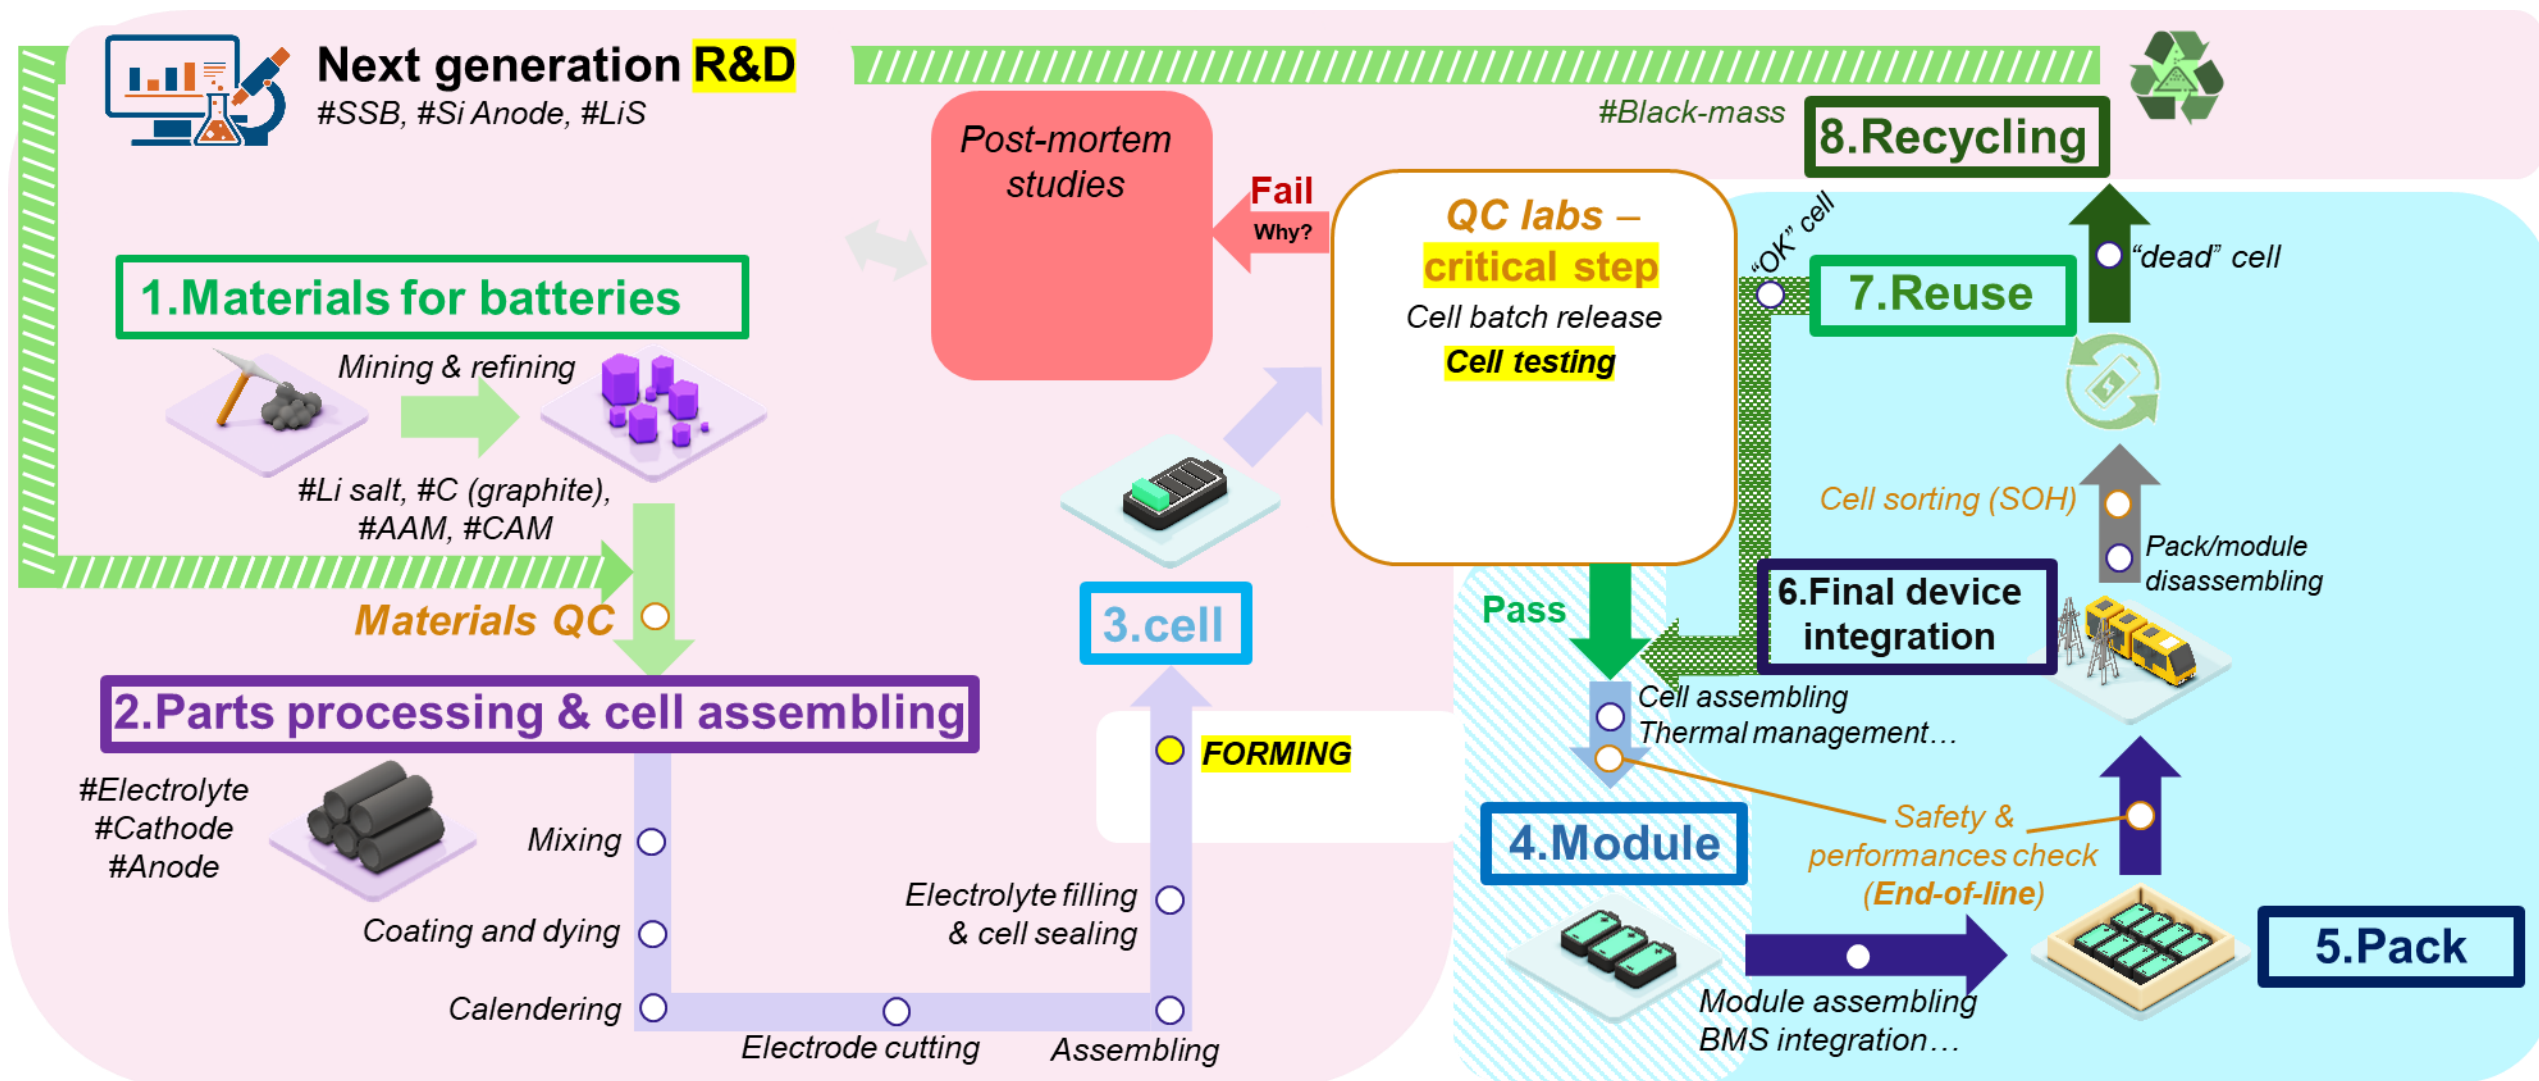 Next generation R&D
#SSB, #Si Anode, #LiS
#Black-mass
8.Recycling
Post-mortem
studies
Fail
Why?
QC labs –
critical step
Cell batch release
Cell testing
"OK" cell
7.Reuse
"dead" cell
1.Materials for batteries
Mining & refining
#Li salt, #C (graphite),
#AAM, #CAM
Materials QC
2.Parts processing & cell assembling
#Electrolyte
#Cathode
#Anode
Mixing
Coating and dying
Calendering
Electrode cutting
Assembling
Electrolyte filling
& cell sealing
FORMING
3.cell
Pass
Cell assembling
Thermal management…
4.Module
Safety &
performances check
(End-of-line)
Module assembling
BMS integration…
5.Pack
6.Final device
integration
Pack/module
disassembling
Cell sorting (SOH)